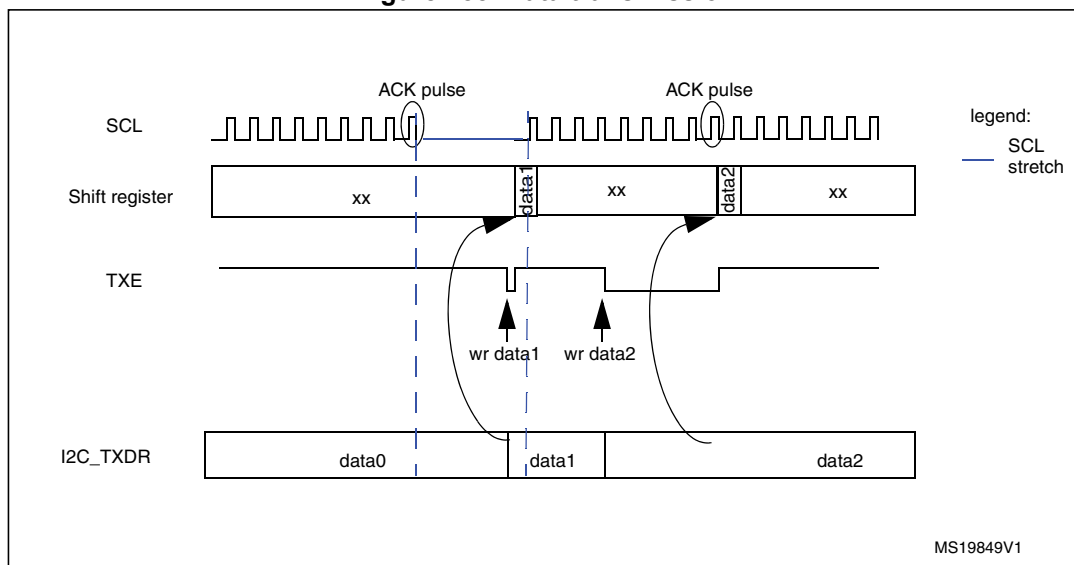 ACK pulse
ACK pulse
SCL
legend:
SCL
stretch
Shift register
xx
data1
xx
data2
xx
TXE
wr data1
wr data2
I2C_TXDR
data0
data1
data2
MS19849V1